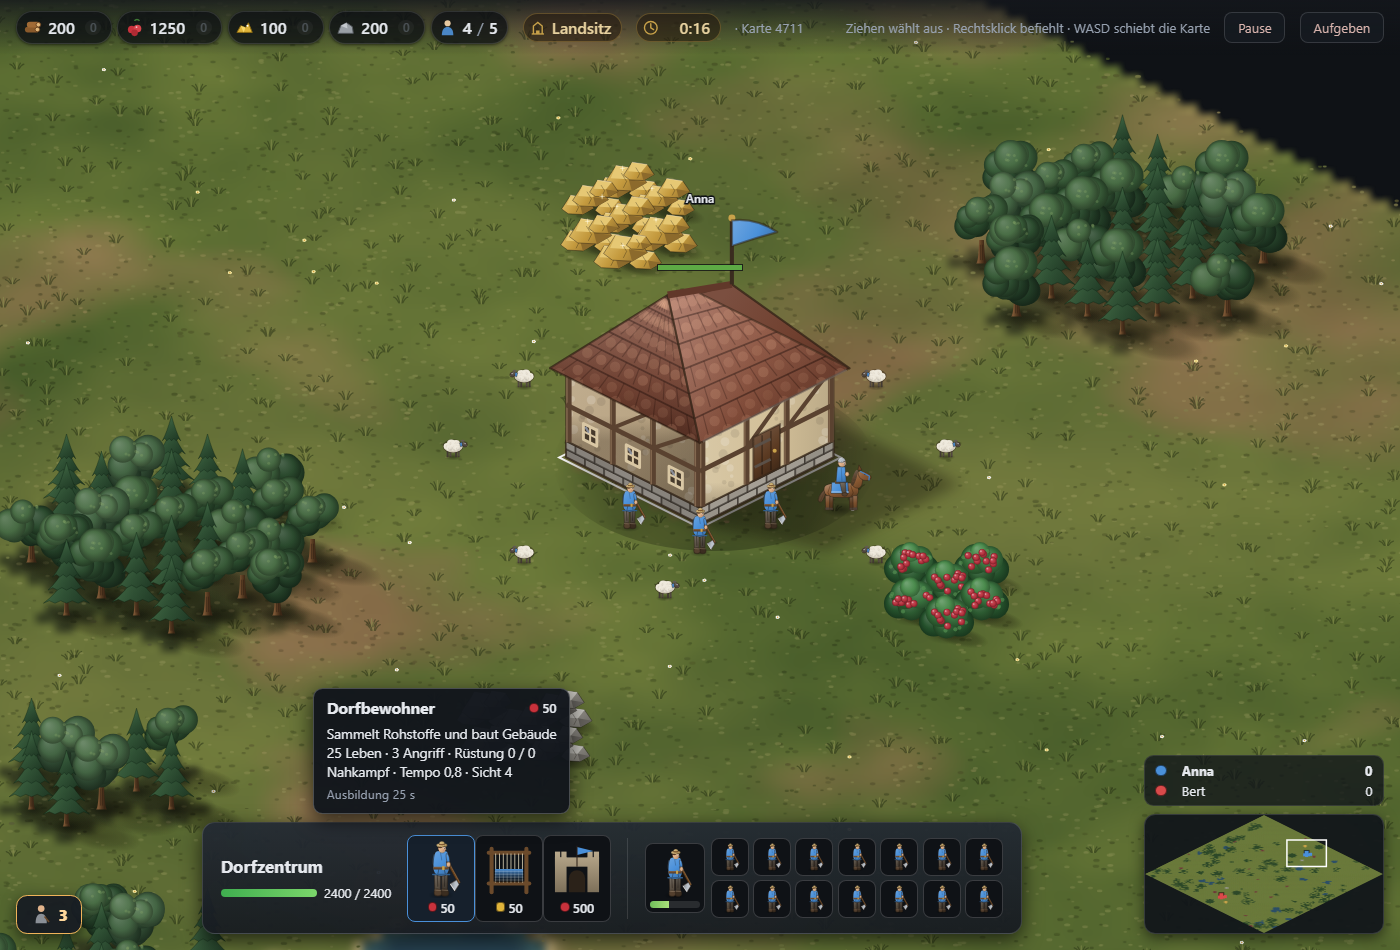 200 0 1250 0 100 0 200 0 4 / 5 Landsitz 0:16 · Karte 4711 Ziehen wählt aus · Rechtsklick befiehlt · WASD schiebt die Karte Pause Aufgeben
Anna
Dorfbewohner 50
Sammelt Rohstoffe und baut Gebäude
25 Leben · 3 Angriff · Rüstung 0 / 0
Nahkampf · Tempo 0,8 · Sicht 4
Ausbildung 25 s
Anna 0
Bert 0
Dorfzentrum
2400 / 2400
50 50 500
3